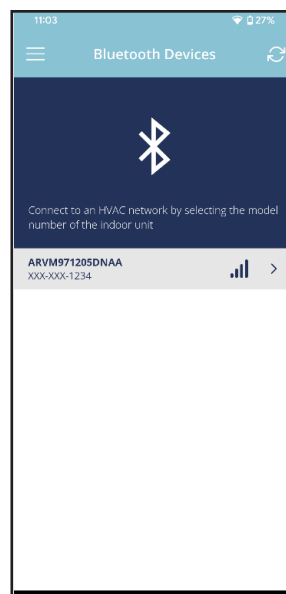 11:03 27%
Bluetooth Devices
Connect to an HVAC network by selecting the model
number of the indoor unit
ARVM971205DNAA
XXX-XXX-1234